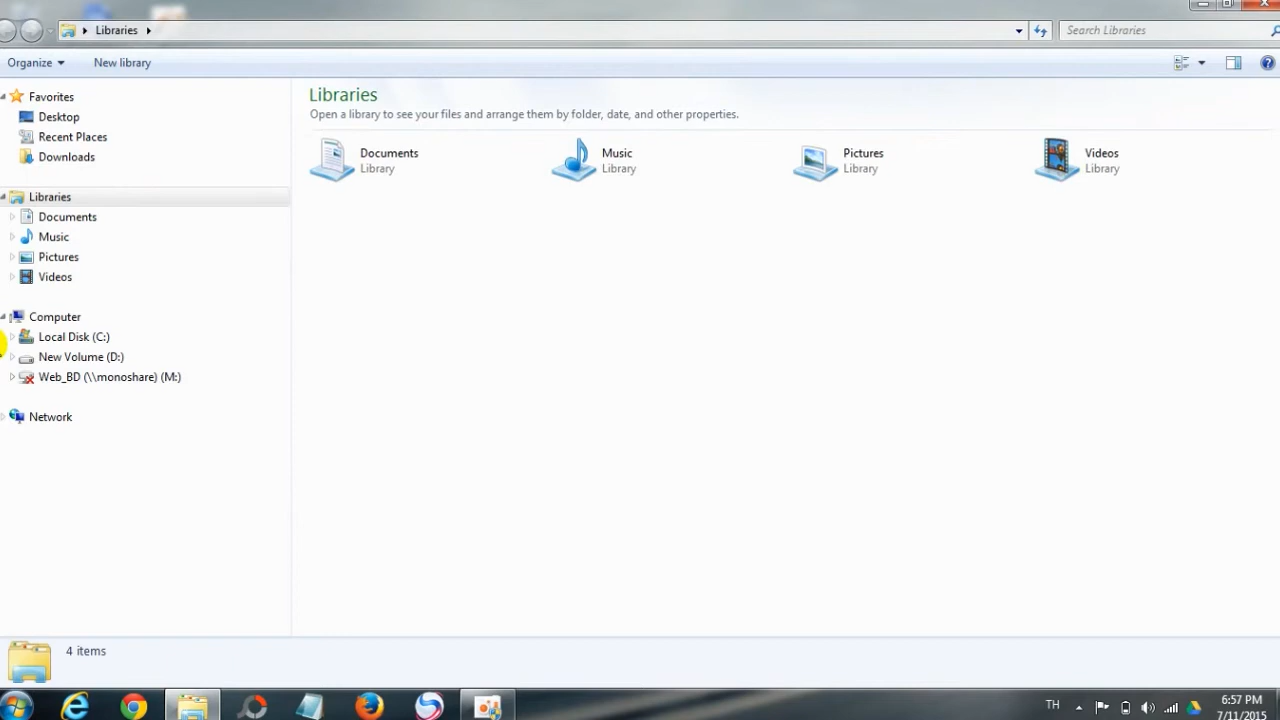 Libraries
Search Libraries
Organize
New library
Favorites
Desktop
Recent Places
Downloads
Libraries
Documents
Music
Pictures
Videos
Computer
Local Disk (C:)
New Volume (D:)
Web_BD (\\monoshare) (M:)
Network
Libraries
Open a library to see your files and arrange them by folder, date, and other properties.
Documents
Library
Music
Library
Pictures
Library
Videos
Library
4 items
TH
6:57 PM
7/11/2015